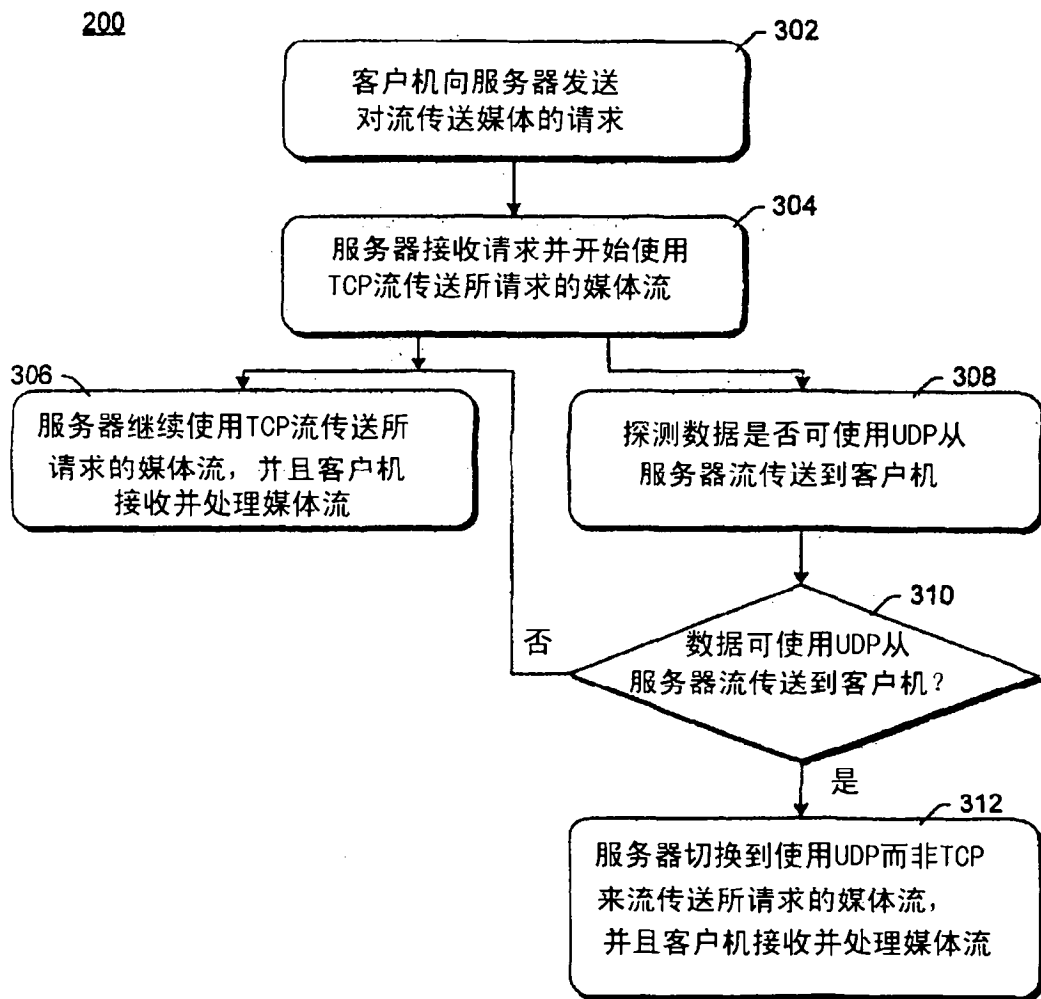 200
302
客户机向服务器发送
对流传送媒体的请求
304
服务器接收请求并开始使用
TCP流传送所请求的媒体流
306
服务器继续使用TCP流传送所
请求的媒体流，并且客户机
接收并处理媒体流
308
探测数据是否可使用UDP从
服务器流传送到客户机
310
数据可使用UDP从
服务器流传送到客户机？
否
是
312
服务器切换到使用UDP而非TCP
来流传送所请求的媒体流，
并且客户机接收并处理媒体流